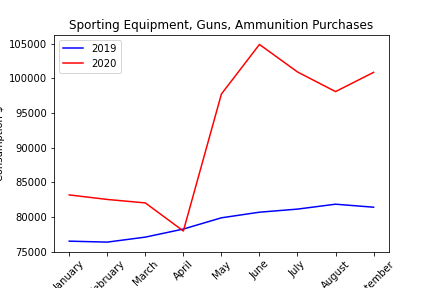 Sporting Equipment, Guns, Ammunition Purchases
2019
2020
105000
100000
95000
90000
85000
80000
75000
March
April
May
June
July
August